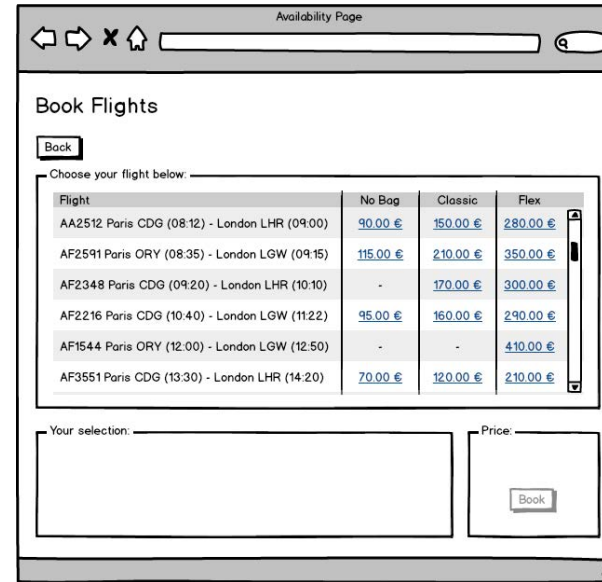 Availability Page
Book Flights
Back
Choose your flight below:
Flight No Bag Classic Flex
AA2512 Paris CDG (08:12) - London LHR (09:00) 90.00 € 150.00 € 280.00 €
AF2591 Paris ORY (08:35) - London LGW (09:15) 115.00 € 210.00 € 350.00 €
AF2348 Paris CDG (09:20) - London LHR (10:10) - 170.00 € 300.00 €
AF2216 Paris CDG (10:40) - London LGW (11:22) 95.00 € 160.00 € 290.00 €
AF1544 Paris ORY (12:00) - London LGW (12:50) - - 410.00 €
AF3551 Paris CDG (13:30) - London LHR (14:20) 70.00 € 120.00 € 210.00 €
Your selection: Price:
Book